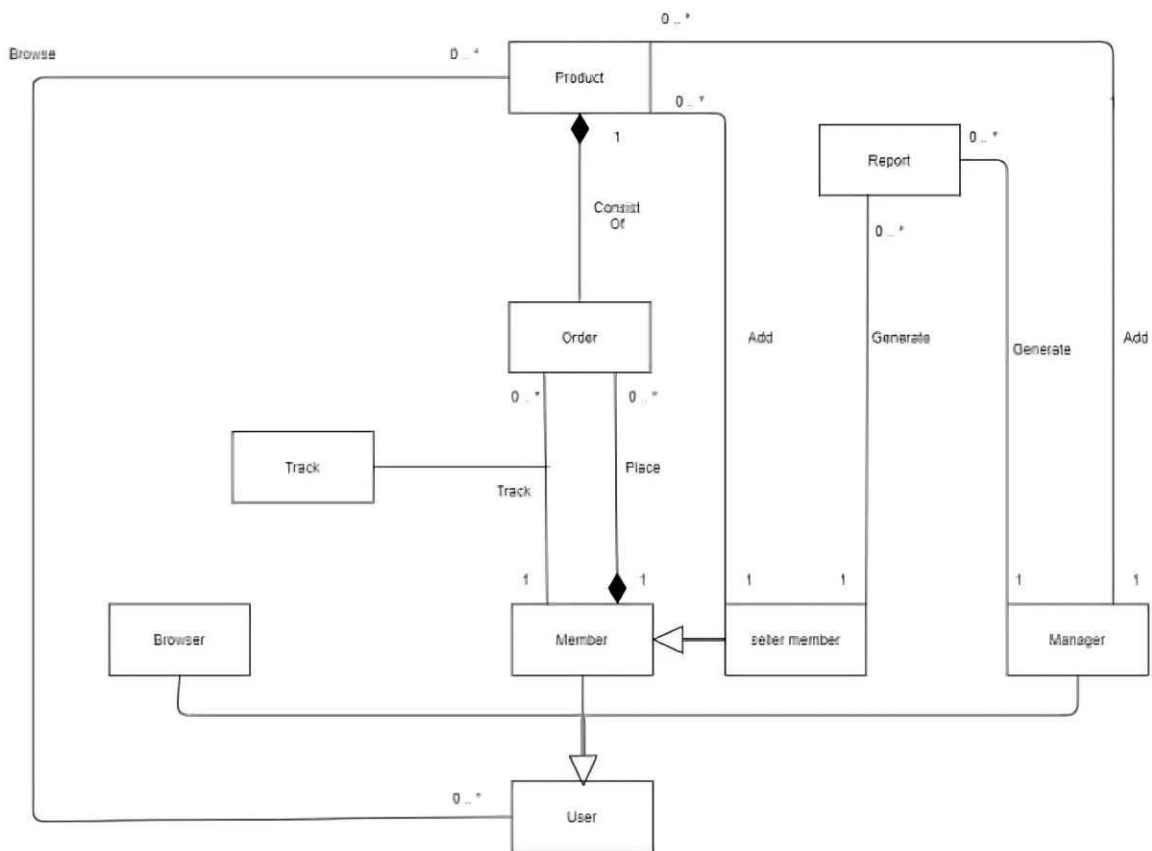 0 .. *
Browse
0 .. *
Product
0 .. *
1
1
0 .. *
Report
Consist
Of
0 .. *
Order
Add
Generate
Generate
Add
0 .. *
0 .. *
Track
Place
Track
1
1
1
1
1
1
Browser
Member
seller member
Manager
0 .. *
User